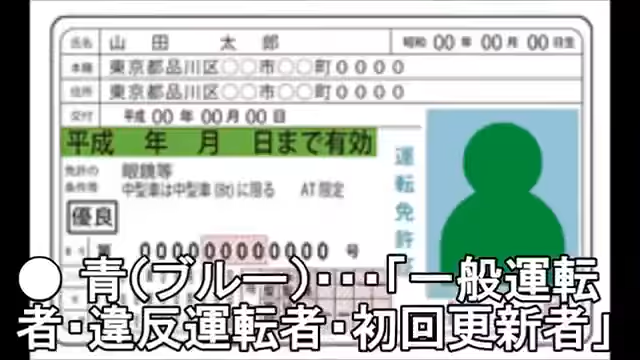 氏名 山田 太郎 昭和 00 年 00 月 00 日生
本籍 東京都品川区○○市○○町0000
住所 東京都品川区○○市○○町0000
交付 平成 00 年 00 月 00 日
平成 年 月 日まで有効
免許の
条件等
眼鏡等
中型車は中型車(8t)に限る AT限定
運転免許証
優良
第 000000000000 号
● 青(ブルー)・・・「一般運転
者・違反運転者・初回更新者」